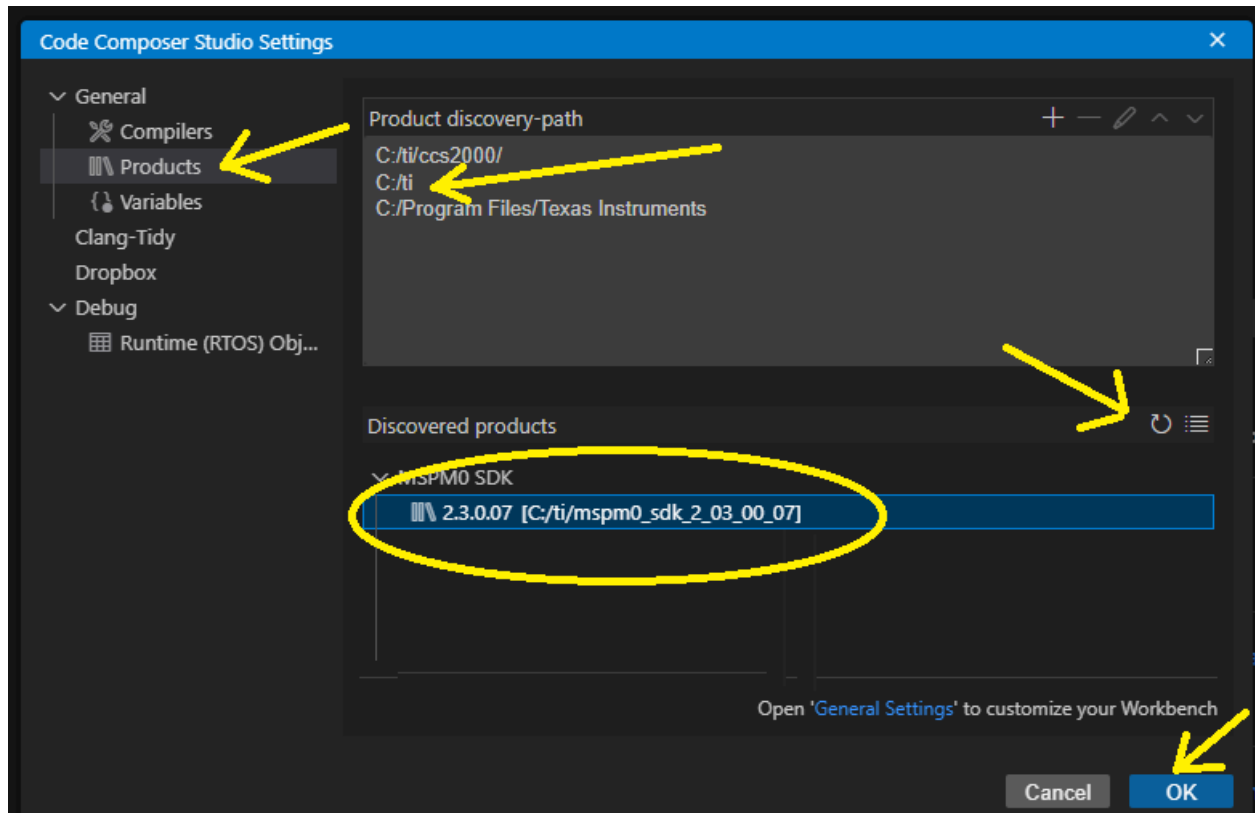 Code Composer Studio Settings
General
Compilers
Products
Variables
Clang-Tidy
Dropbox
Debug
Runtime (RTOS) Obj...
Product discovery-path
C:/ti/ccs2000/
C:/ti
C:/Program Files/Texas Instruments
Discovered products
MSPM0 SDK
2.3.0.07 [C:/ti/mspm0_sdk_2_03_00_07]
Open 'General Settings' to customize your Workbench
Cancel OK